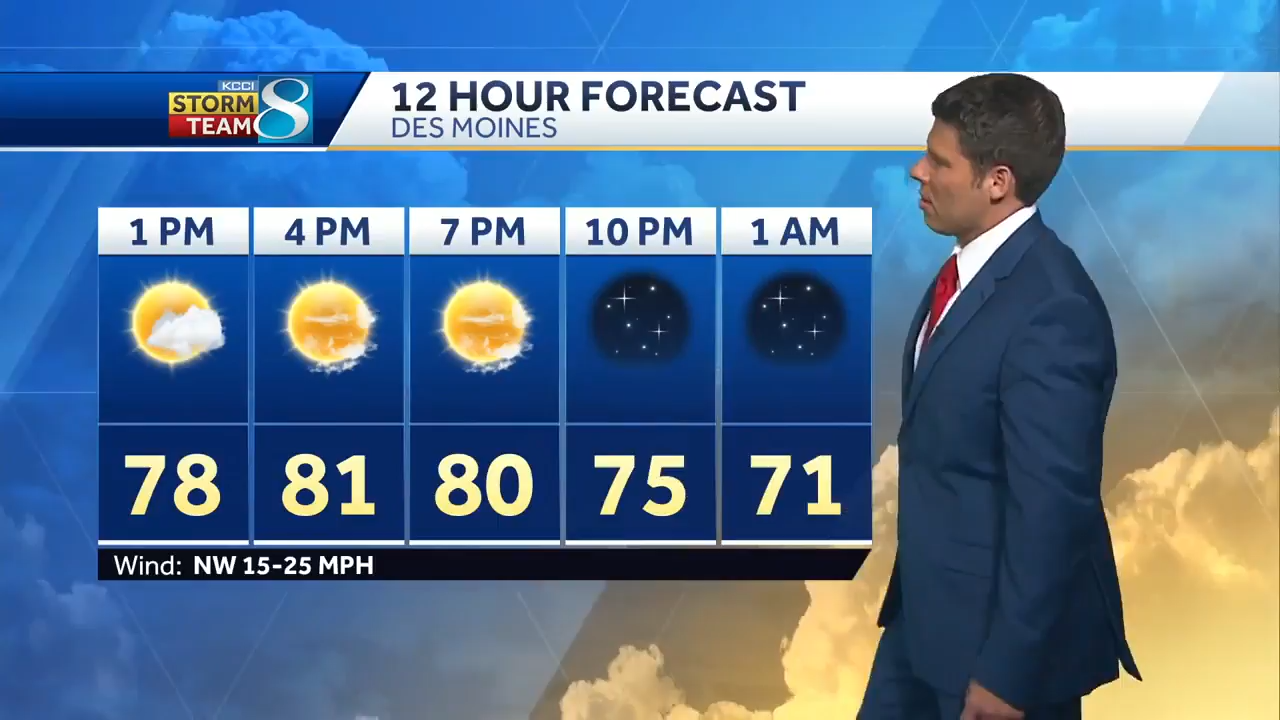 KCCI
STORM
TEAM
8
12 HOUR FORECAST
DES MOINES
1 PM 4 PM 7 PM 10 PM 1 AM
78 81 80 75 71
Wind: NW 15-25 MPH